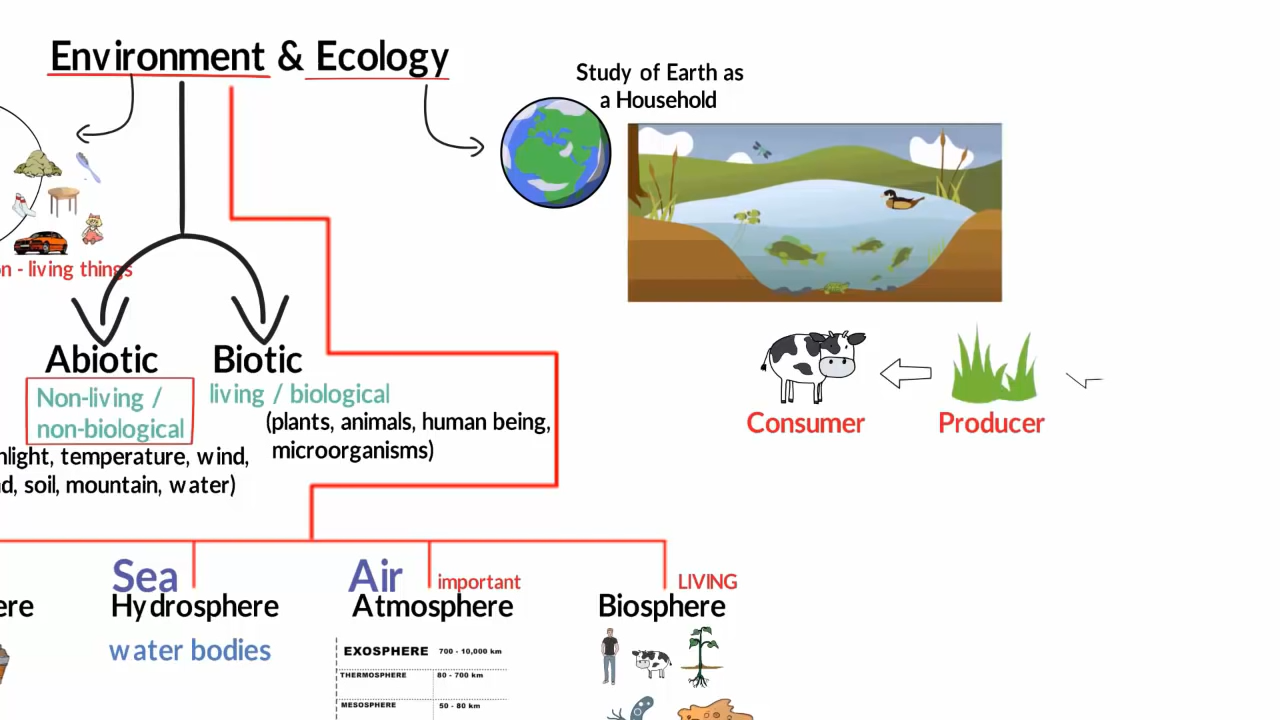 Environment & Ecology
Study of Earth as
a Household
n - living things
Abiotic
Biotic
Non-living /
non-biological
living / biological
(plants, animals, human being,
microorganisms)
nlight, temperature, wind,
d, soil, mountain, water)
Consumer
Producer
Sea
Air
important
LIVING
ere
Hydrosphere
Atmosphere
Biosphere
water bodies
EXOSPHERE 700 - 10,000 km
THERMOSPHERE 80 - 700 km
MESOSPHERE 50 - 80 km